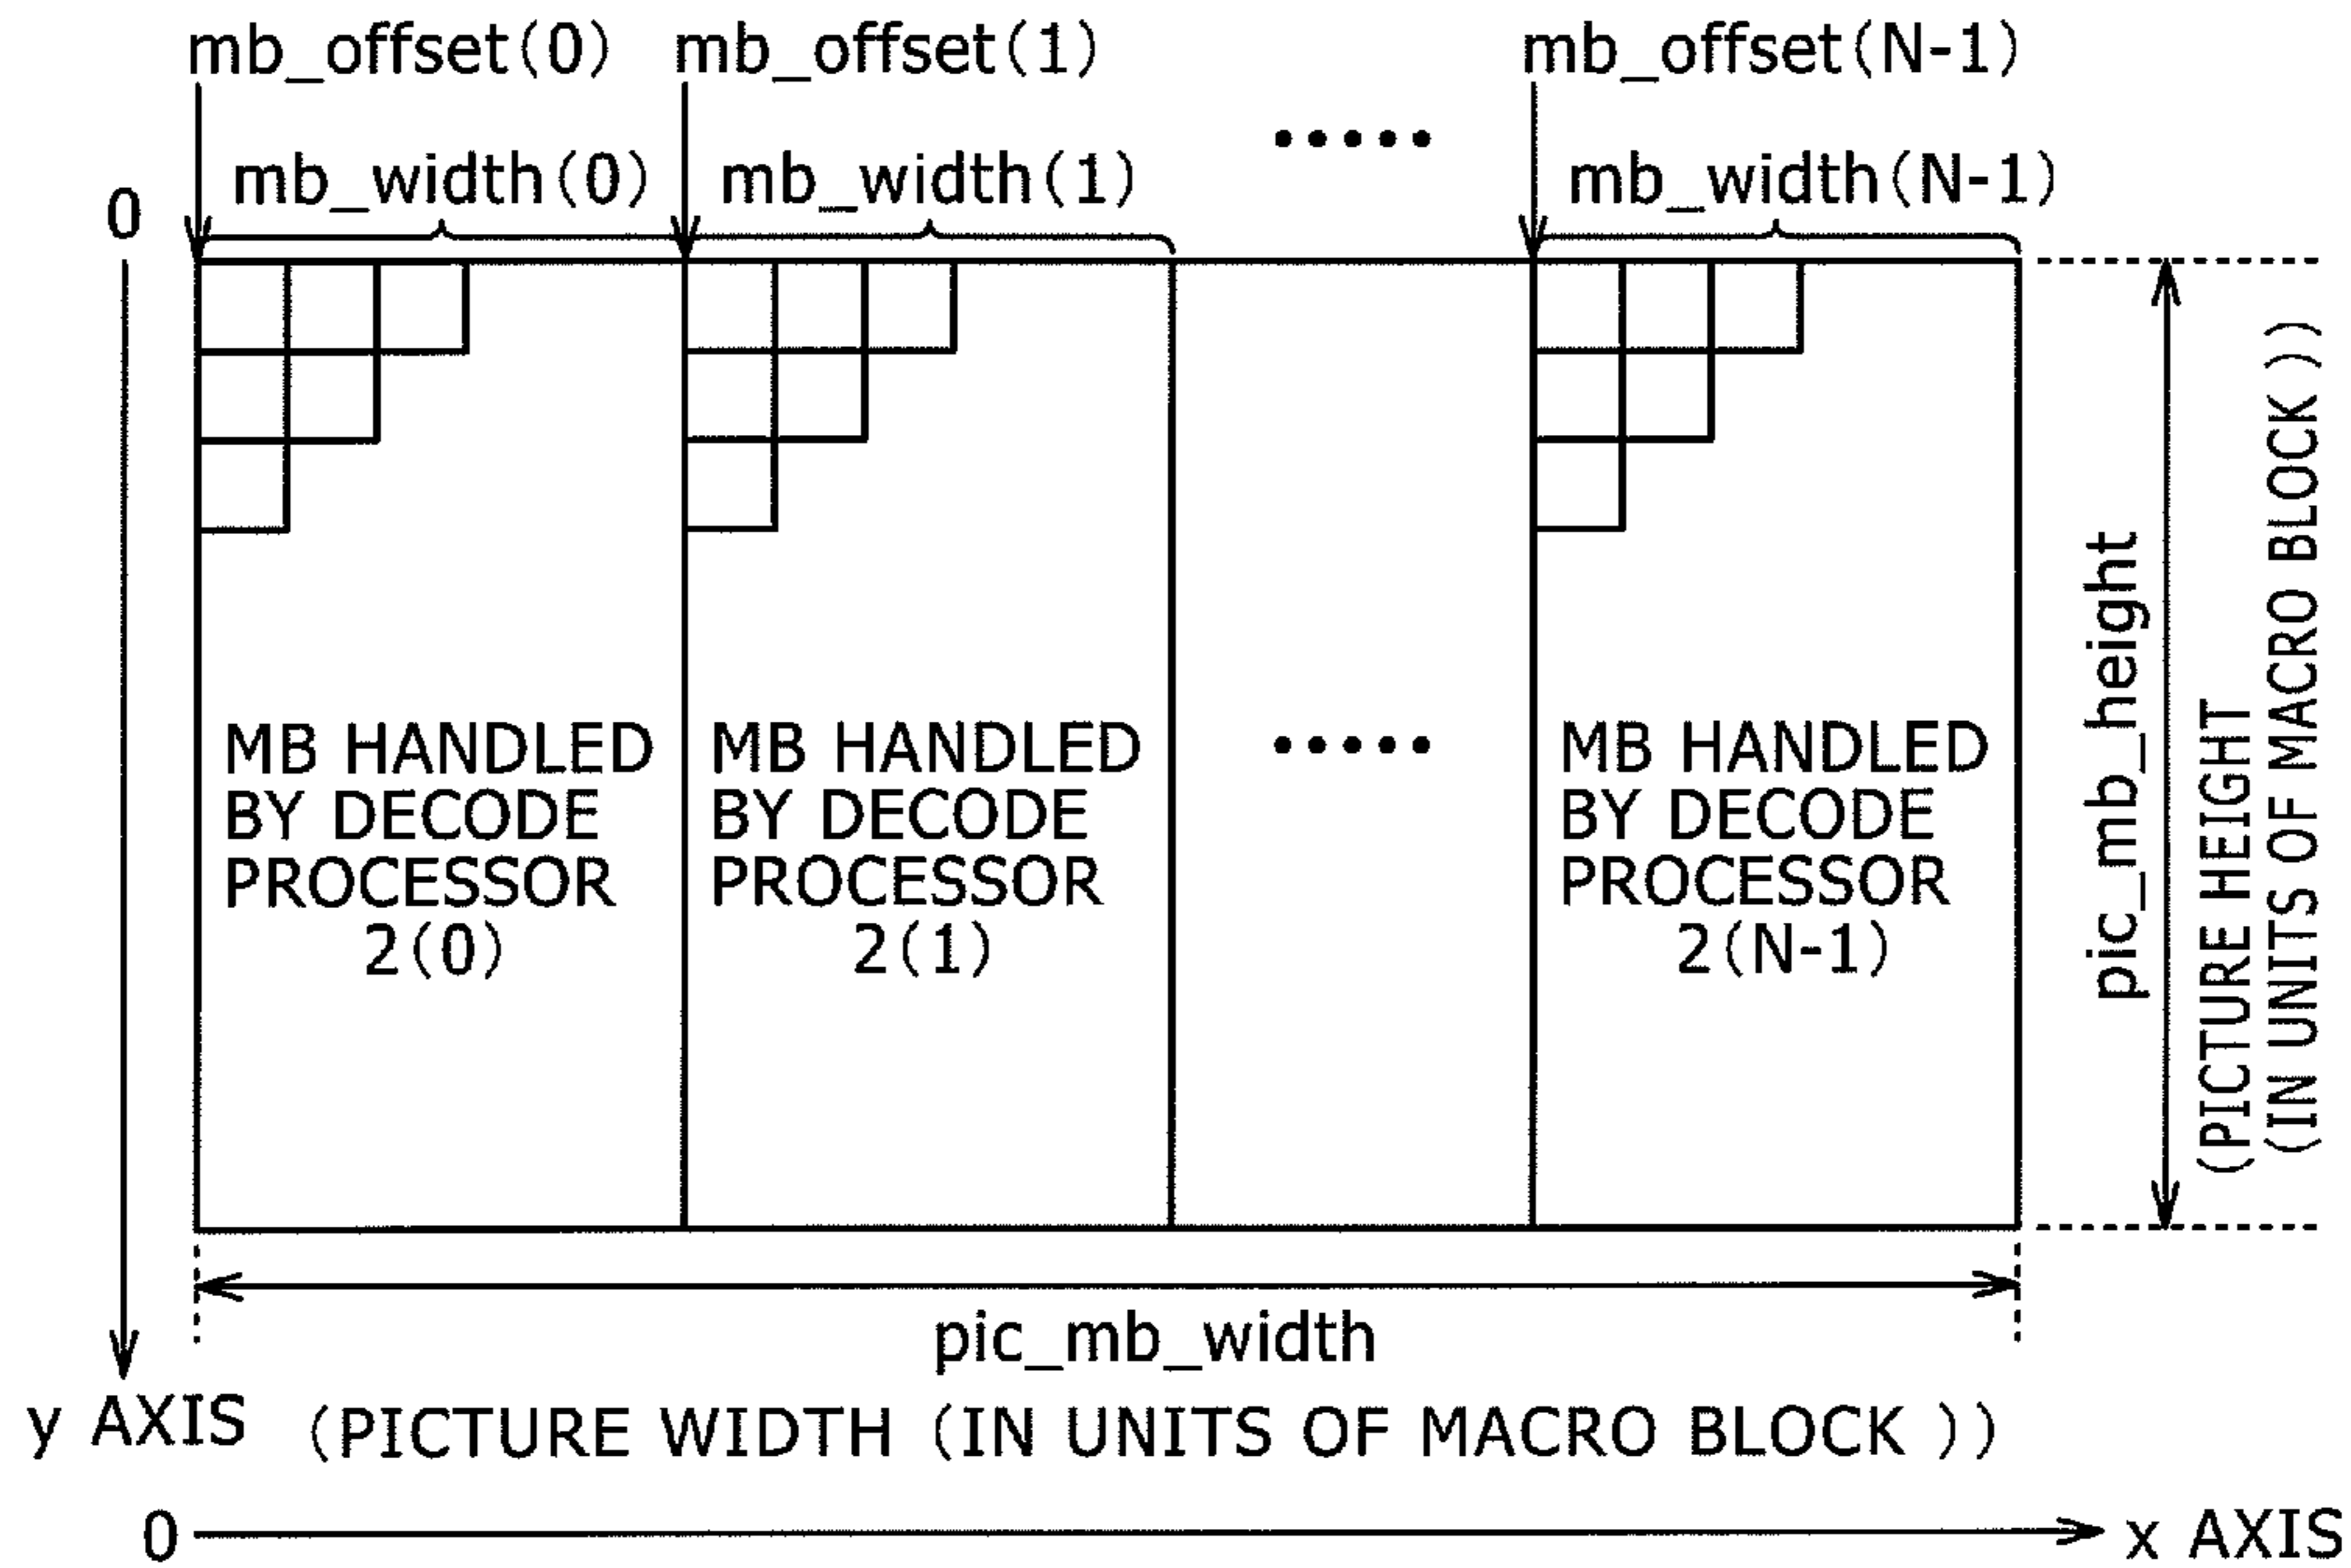 mb_offset(0) mb_offset(1) mb_offset(N-1)
•••••
mb_width(0) mb_width(1) mb_width(N-1)
0
MB HANDLED
BY DECODE
PROCESSOR
2(0)
MB HANDLED
BY DECODE
PROCESSOR
2(1)
•••••
MB HANDLED
BY DECODE
PROCESSOR
2(N-1)
pic_mb_height
(PICTURE HEIGHT
(IN UNITS OF MACRO BLOCK ))
pic_mb_width
y AXIS (PICTURE WIDTH (IN UNITS OF MACRO BLOCK ))
0 x AXIS